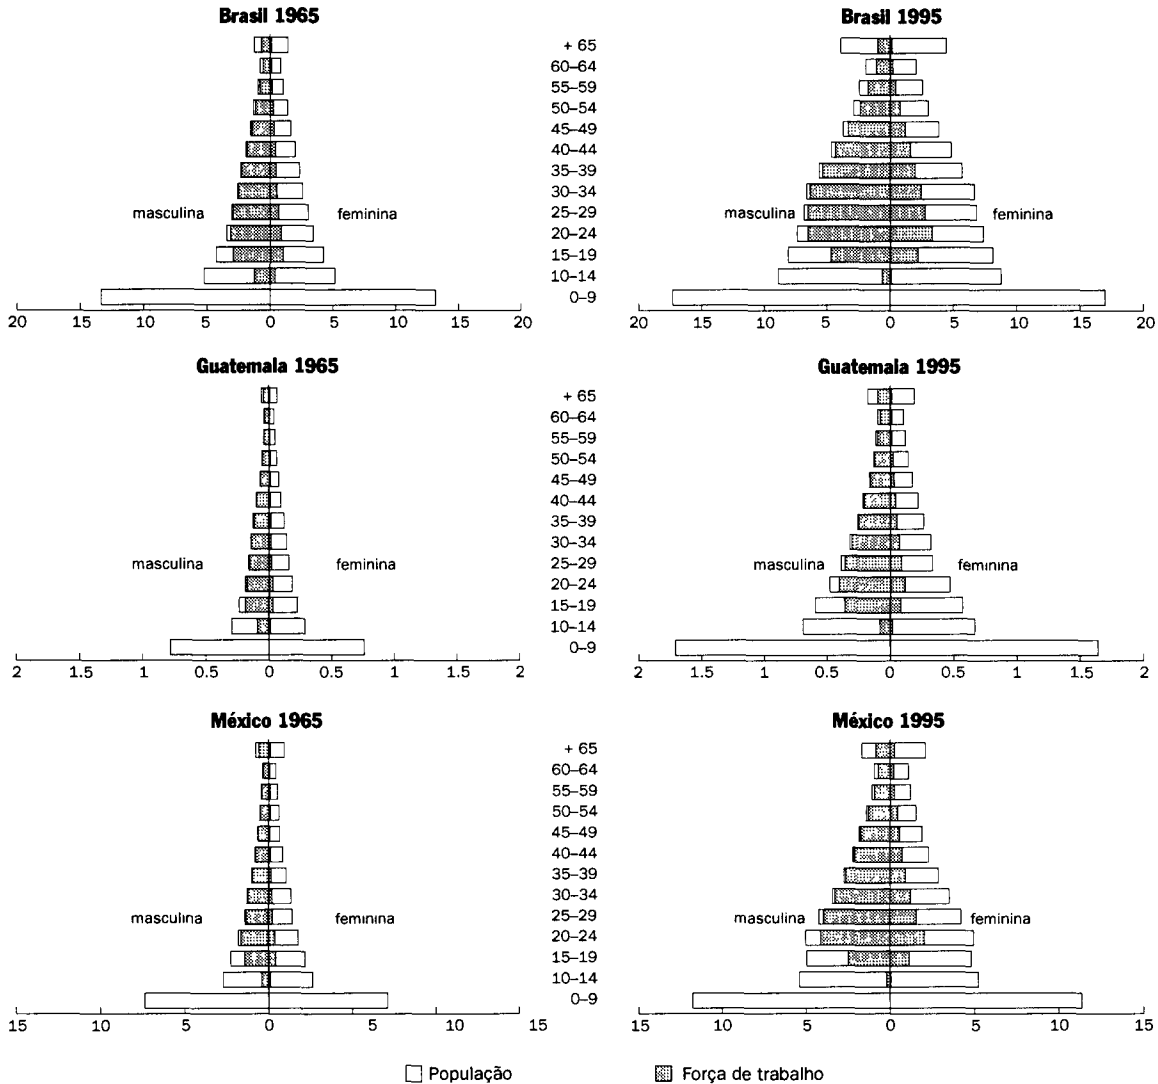 Brasil 1965
Brasil 1995
+ 65
60–64
55–59
50–54
45–49
40–44
35–39
30–34
masculina feminina 25–29 masculina feminina
20–24
15–19
10–14
0–9
20 15 10 5 0 5 10 15 20
20 15 10 5 0 5 10 15 20
Guatemala 1965
Guatemala 1995
+ 65
60–64
55–59
50–54
45–49
40–44
35–39
30–34
masculina feminina 25–29 masculina feminina
20–24
15–19
10–14
0–9
2 1.5 1 0.5 0 0.5 1 1.5 2
2 1.5 1 0.5 0 0.5 1 1.5 2
México 1965
México 1995
+ 65
60–64
55–59
50–54
45–49
40–44
35–39
30–34
masculina feminina 25–29 masculina feminina
20–24
15–19
10–14
0–9
15 10 5 0 5 10 15
15 10 5 0 5 10 15
População Força de trabalho